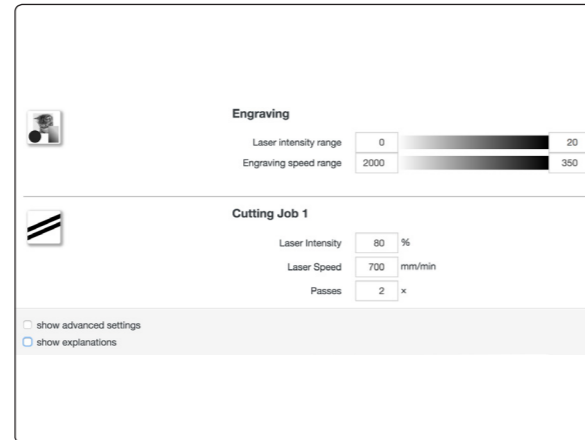 Engraving
Laser intensity range 0 20
Engraving speed range 2000 350
Cutting Job 1
Laser Intensity 80 %
Laser Speed 700 mm/min
Passes 2 ×
show advanced settings
show explanations